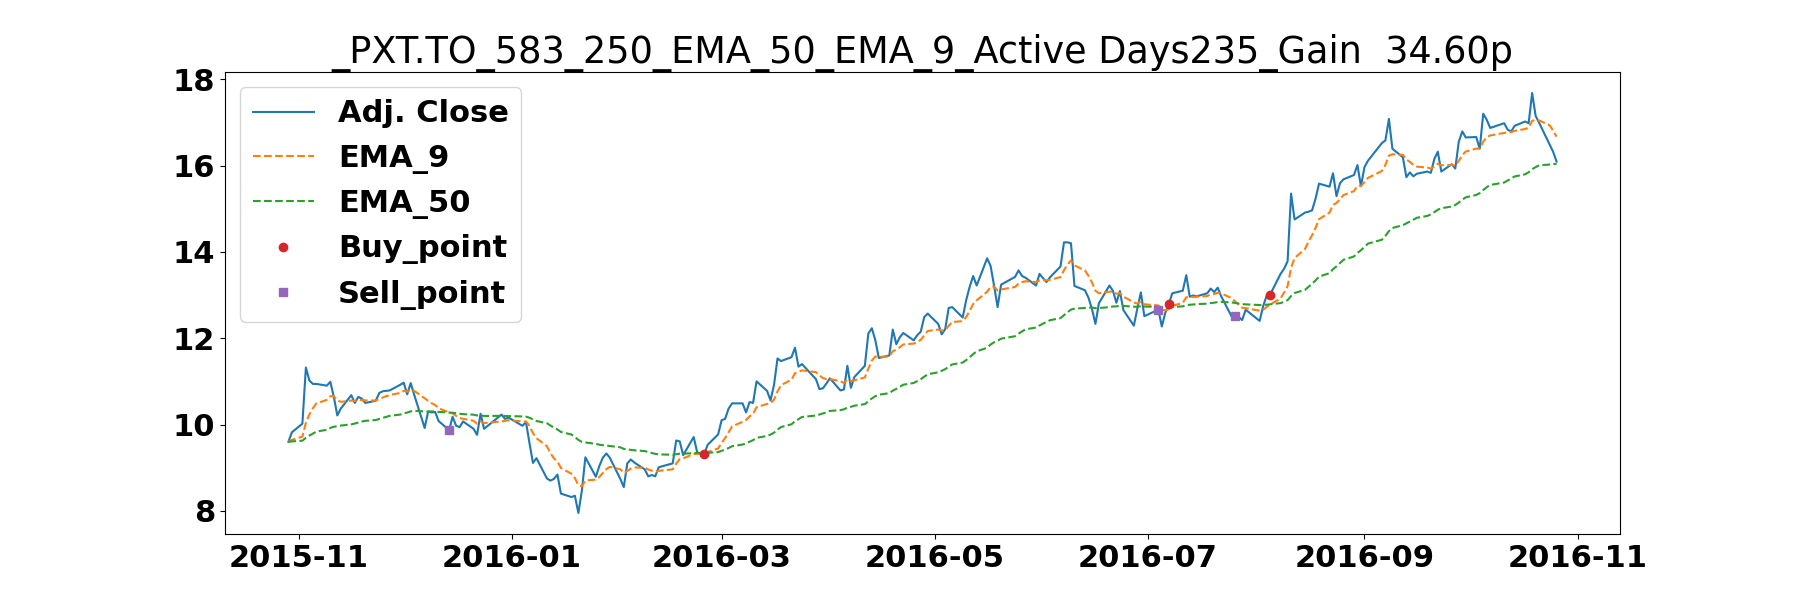 _PXT.TO_583_250_EMA_50_EMA_9_Active Days235_Gain  34.60p
18
16
14
12
10
8
Adj. Close
EMA_9
EMA_50
Buy_point
Sell_point
2015-11
2016-01
2016-03
2016-05
2016-07
2016-09
2016-11